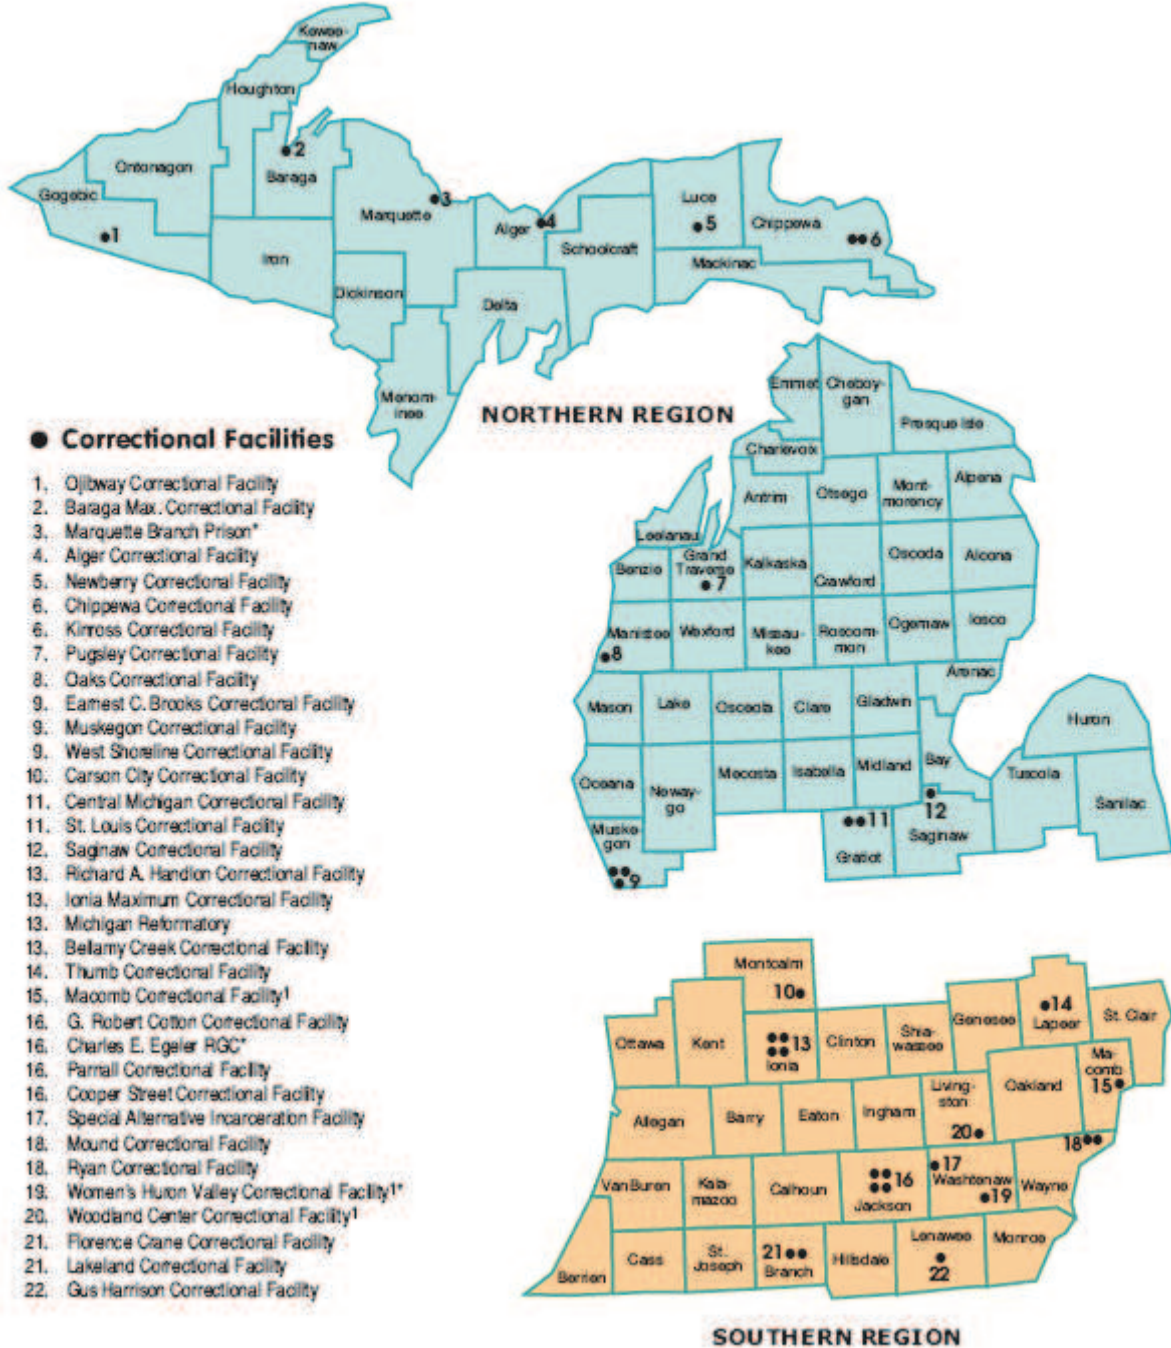 Kewee-
naw
Houghton
Ontonagon
2
Baraga
Gogebic
3
Marquette
Luce
1
Alger
4
5
Chippewa
6
Iron
Schoolcraft
Mackinac
Dickinson
Delta
Menom-
inee
NORTHERN REGION
Emmet
Cheboy-
gan
Presque Isle
Charlevoix
Antrim
Otsego
Mont-
morency
Alpena
Leelanau
Benzie
Grand
Traverse
7
Kalkaska
Crawford
Oscoda
Alcona
Manistee
8
Wexford
Missau-
kee
Roscom-
mon
Ogemaw
Iosco
Arenac
Mason
Lake
Osceola
Clare
Gladwin
Huron
Oceana
Neway-
go
Mecosta
Isabella
Midland
Bay
Tuscola
Sanilac
Muske
gon
9
11
Gratiot
12
Saginaw
● Correctional Facilities
1. Ojibway Correctional Facility
2. Baraga Max. Correctional Facility
3. Marquette Branch Prison*
4. Alger Correctional Facility
5. Newberry Correctional Facility
6. Chippewa Correctional Facility
6. Kinross Correctional Facility
7. Pugsley Correctional Facility
8. Oaks Correctional Facility
9. Earnest C. Brooks Correctional Facility
9. Muskegon Correctional Facility
9. West Shoreline Correctional Facility
10. Carson City Correctional Facility
11. Central Michigan Correctional Facility
11. St. Louis Correctional Facility
12. Saginaw Correctional Facility
13. Richard A. Handlon Correctional Facility
13. Ionia Maximum Correctional Facility
13. Michigan Reformatory
13. Bellamy Creek Correctional Facility
14. Thumb Correctional Facility
15. Macomb Correctional Facility¹
16. G. Robert Cotton Correctional Facility
16. Charles E. Egeler RGC*
16. Parnall Correctional Facility
16. Cooper Street Correctional Facility
17. Special Alternative Incarceration Facility
18. Mound Correctional Facility
18. Ryan Correctional Facility
19. Women's Huron Valley Correctional Facility¹*
20. Woodland Center Correctional Facility¹
21. Florence Crane Correctional Facility
21. Lakeland Correctional Facility
22. Gus Harrison Correctional Facility
Montcalm
10
Ottawa
Kent
13
Ionia
Clinton
Shia-
wassee
Genesee
14
Lapeer
St. Clair
Allegan
Barry
Eaton
Ingham
Living-
ston
20
Oakland
Ma-
comb
15
18
Van Buren
Kala-
mazoo
Calhoun
16
Jackson
17
Washtenaw
19
Wayne
Berrien
Cass
St.
Joseph
21
Branch
Hillsdale
Lenawee
22
Monroe
SOUTHERN REGION